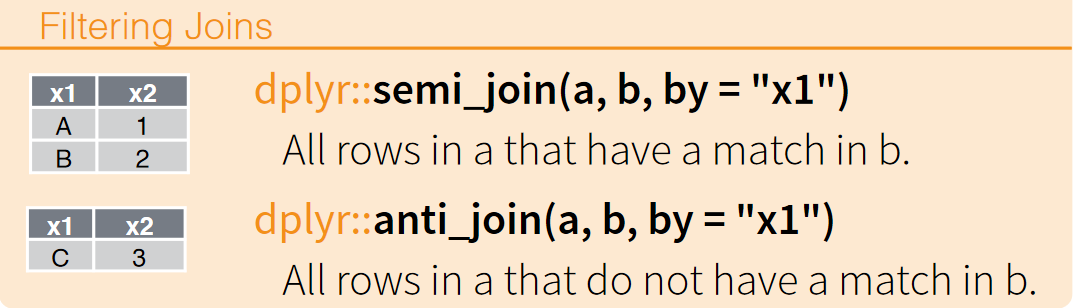 Filtering Joins
x1 x2
A 1
B 2
dplyr::semi_join(a, b, by = "x1")
All rows in a that have a match in b.
x1 x2
C 3
dplyr::anti_join(a, b, by = "x1")
All rows in a that do not have a match in b.